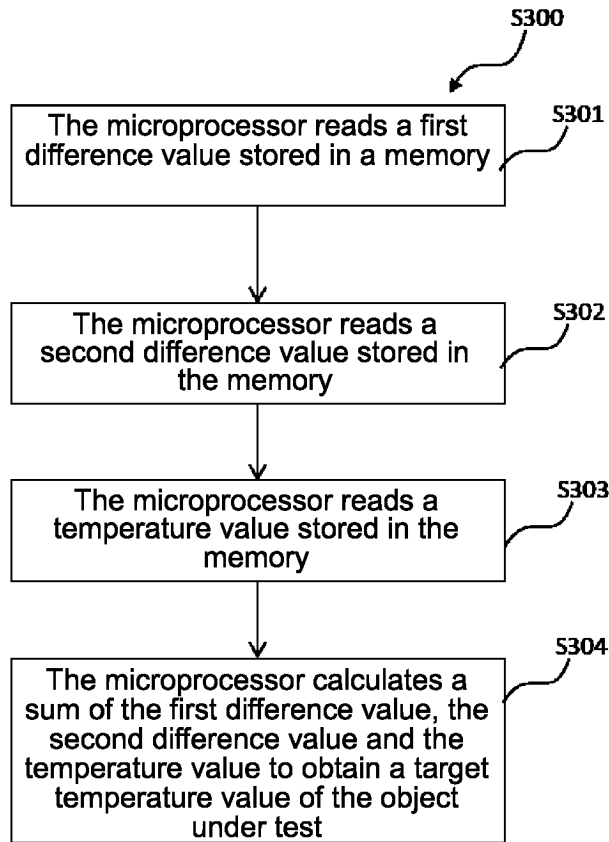 S300
The microprocessor reads a first
difference value stored in a memory
S301
The microprocessor reads a
second difference value stored in
the memory
S302
The microprocessor reads a
temperature value stored in the
memory
S303
The microprocessor calculates a
sum of the first difference value, the
second difference value and the
temperature value to obtain a target
temperature value of the object
under test
S304